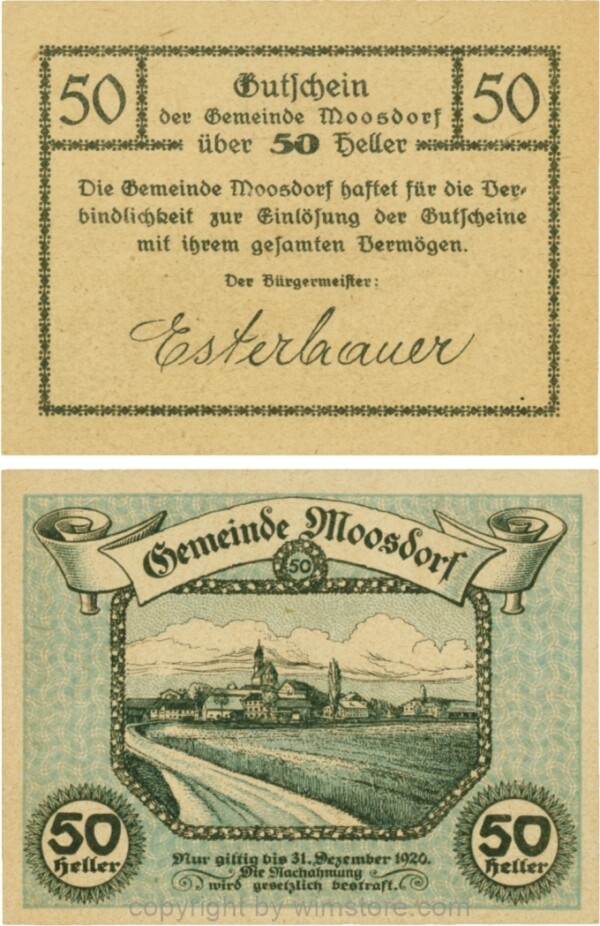 50 Gutschein 50
der Gemeinde Moosdorf
über 50 Heller
Die Gemeinde Moosdorf haftet für die Ver-
bindlichkeit zur Einlösung der Gutscheine
mit ihrem gesamten Vermögen.
Der Bürgermeister:
Esterbauer
Gemeinde Moosdorf
50
50 Heller
50 Heller
Nur giltig bis 31. Dezember 1920.
Die Nachahmung
wird gesetzlich bestraft.
copyright by wimstore.com